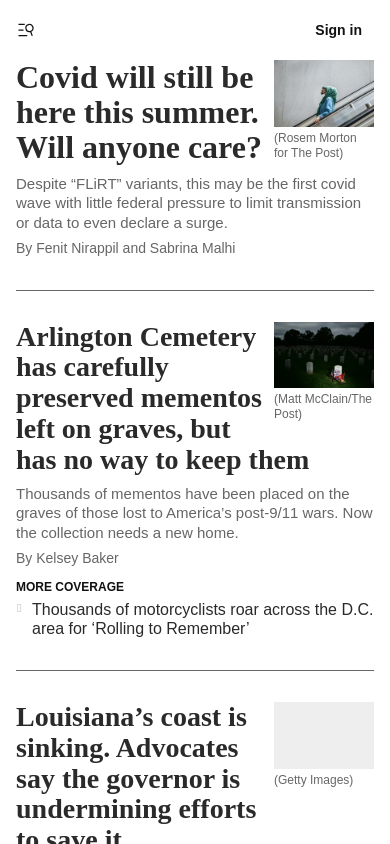 Sign in
Covid will still be
here this summer.
Will anyone care?
(Rosem Morton
for The Post)
Despite “FLiRT” variants, this may be the first covid
wave with little federal pressure to limit transmission
or data to even declare a surge.
By Fenit Nirappil and Sabrina Malhi
Arlington Cemetery
has carefully
preserved mementos
left on graves, but
has no way to keep them
(Matt McClain/The
Post)
Thousands of mementos have been placed on the
graves of those lost to America’s post-9/11 wars. Now
the collection needs a new home.
By Kelsey Baker
MORE COVERAGE
Thousands of motorcyclists roar across the D.C.
area for ‘Rolling to Remember’
Louisiana’s coast is
sinking. Advocates
say the governor is
undermining efforts
to save it
(Getty Images)